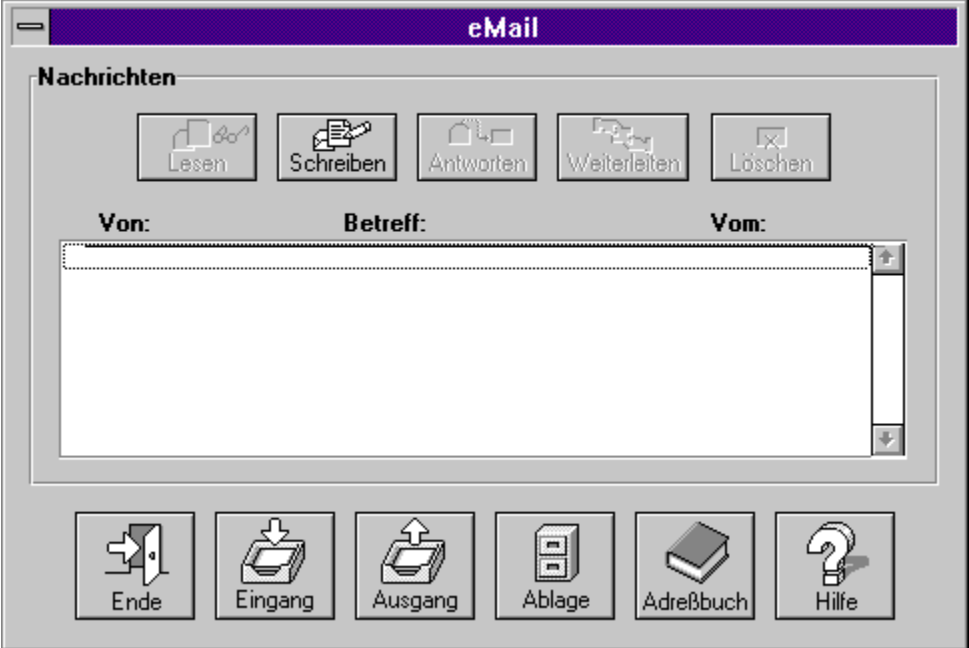 eMail
Nachrichten
Lesen Schreiben Antworten Weiterleiten Löschen
Von: Betreff: Vom:
Ende Eingang Ausgang Ablage Adreßbuch Hilfe